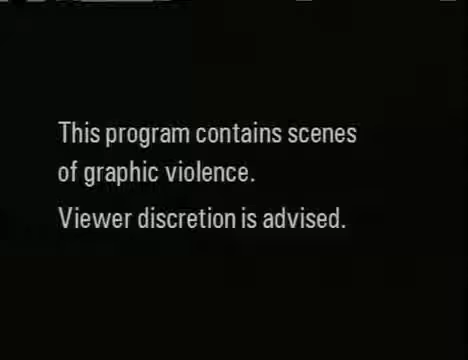 This program contains scenes
of graphic violence.
Viewer discretion is advised.